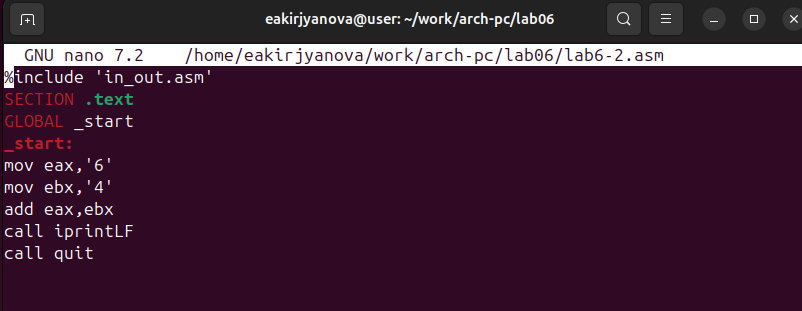 eakirjyanova@user: ~/work/arch-pc/lab06
GNU nano 7.2 /home/eakirjyanova/work/arch-pc/lab06/lab6-2.asm
%include 'in_out.asm'
SECTION .text
GLOBAL _start
_start:
mov eax,'6'
mov ebx,'4'
add eax,ebx
call iprintLF
call quit